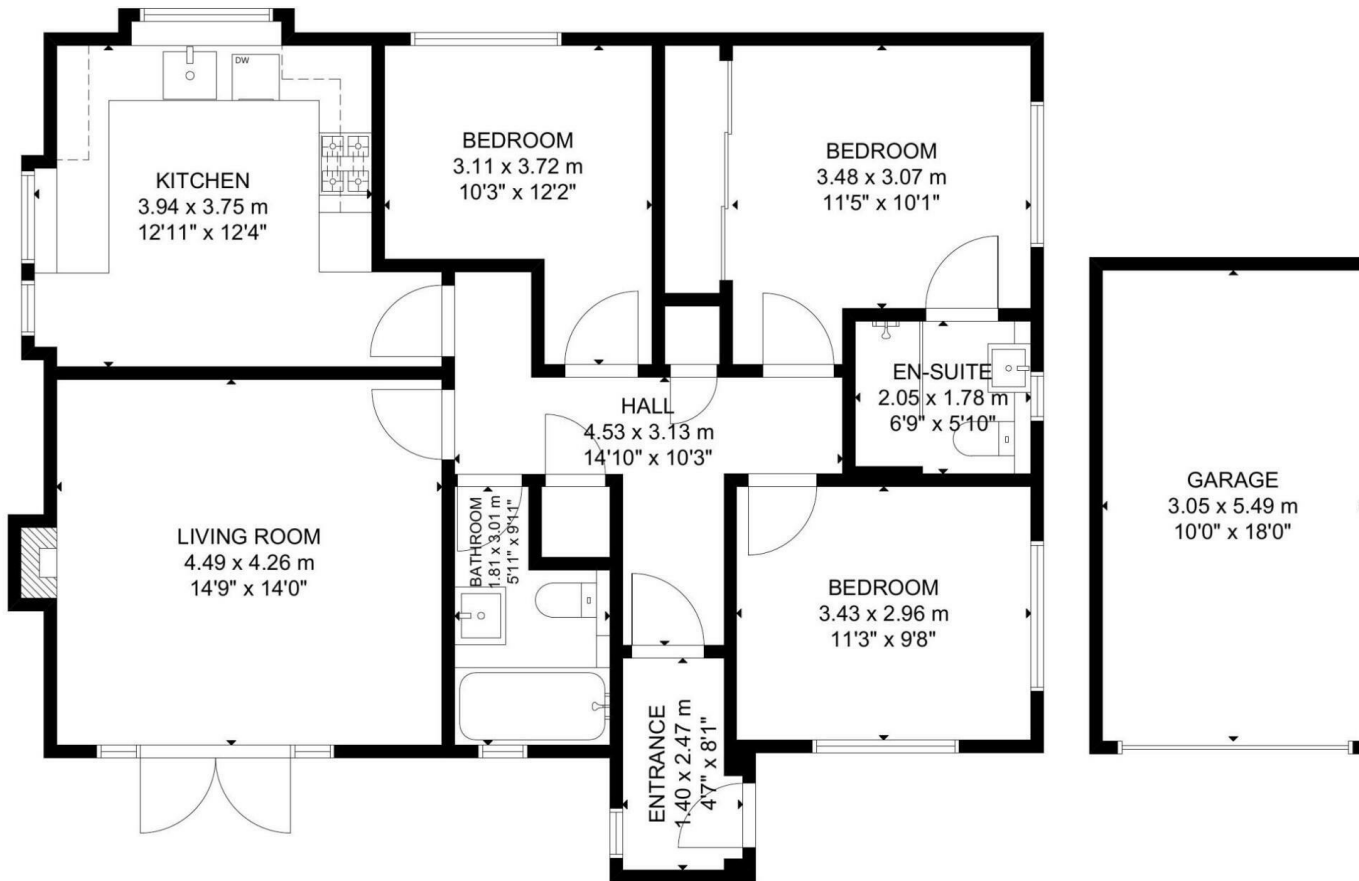 DW
KITCHEN
3.94 x 3.75 m
12'11" x 12'4"
BEDROOM
3.11 x 3.72 m
10'3" x 12'2"
BEDROOM
3.48 x 3.07 m
11'5" x 10'1"
EN-SUITE
2.05 x 1.78 m
6'9" x 5'10"
HALL
4.53 x 3.13 m
14'10" x 10'3"
LIVING ROOM
4.49 x 4.26 m
14'9" x 14'0"
BATHROOM
1.81 x 3.01 m
5'11" x 9'11"
BEDROOM
3.43 x 2.96 m
11'3" x 9'8"
ENTRANCE
1.40 x 2.47 m
4'7" x 8'1"
GARAGE
3.05 x 5.49 m
10'0" x 18'0"